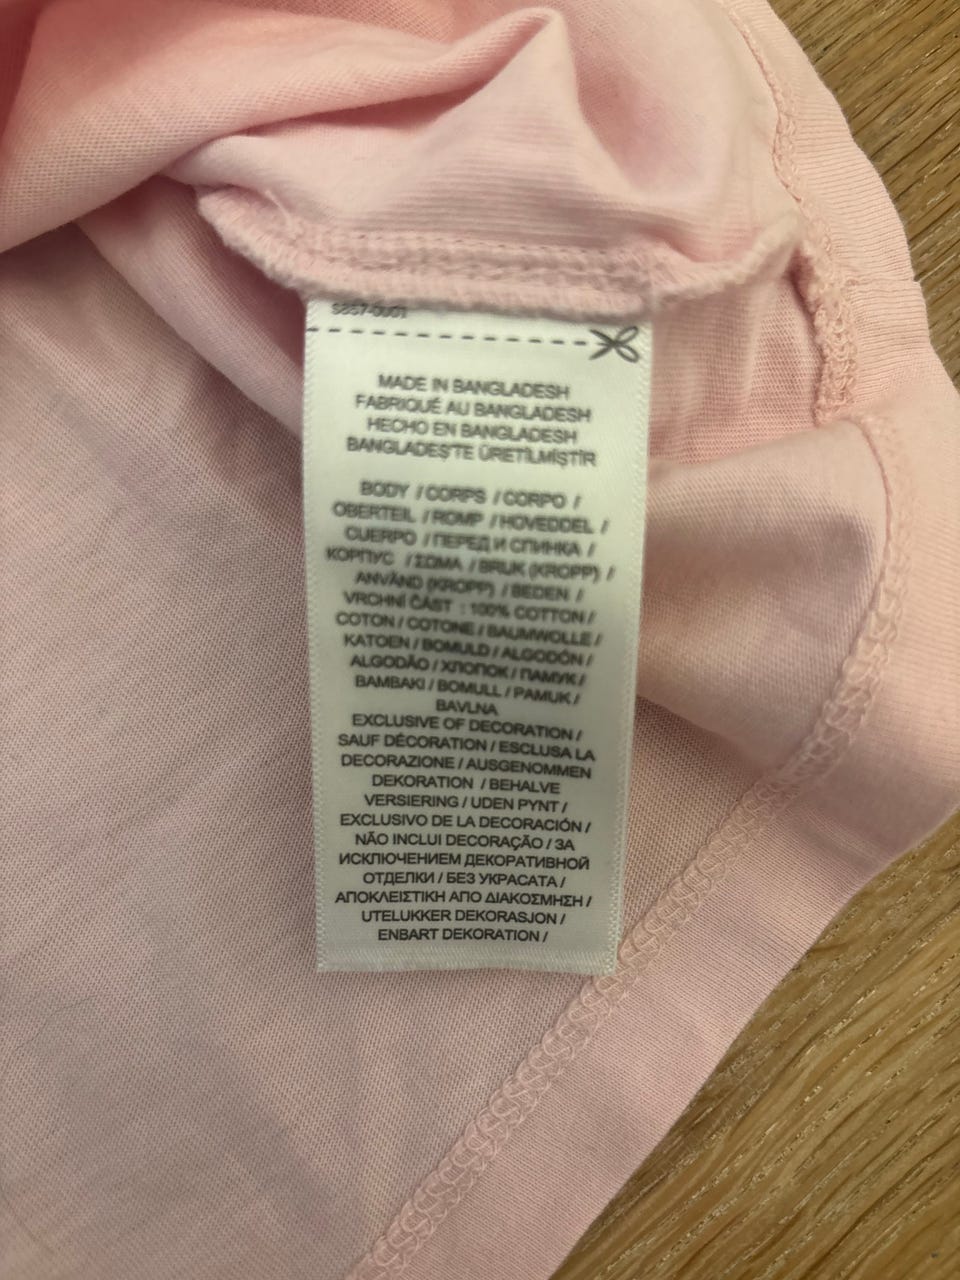 MADE IN BANGLADESH
FABRIQUÉ AU BANGLADESH
HECHO EN BANGLADESH
BANGLADEŞ'TE ÜRETİLMİŞTİR
BODY / CORPS / CORPO /
OBERTEIL / ROMP / HOVEDDEL /
CUERPO / ПЕРЕД И СПИНКА /
КОРПУС / ΣΩΜΑ / BRUK (KROPP) /
ANVÄND (KROPP) / BEDEN /
VRCHNÍ ČÁST : 100% COTTON /
COTON / COTONE / BAUMWOLLE /
KATOEN / BOMULD / ALGODÓN /
ALGODÃO / ХЛОПОК / ПАМУК /
BAMBAKI / BOMULL / PAMUK /
BAVLNA
EXCLUSIVE OF DECORATION /
SAUF DÉCORATION / ESCLUSA LA
DECORAZIONE / AUSGENOMMEN
DEKORATION / BEHALVE
VERSIERING / UDEN PYNT /
EXCLUSIVO DE LA DECORACIÓN /
NÃO INCLUI DECORAÇÃO / ЗА
ИСКЛЮЧЕНИЕМ ДЕКОРАТИВНОЙ
ОТДЕЛКИ / БЕЗ УКРАСАТА /
ΑΠΟΚΛΕΙΣΤΙΚΗ ΑΠΟ ΔΙΑΚΟΣΜΗΣΗ /
UTELUKKER DEKORASJON /
ENBART DEKORATION /